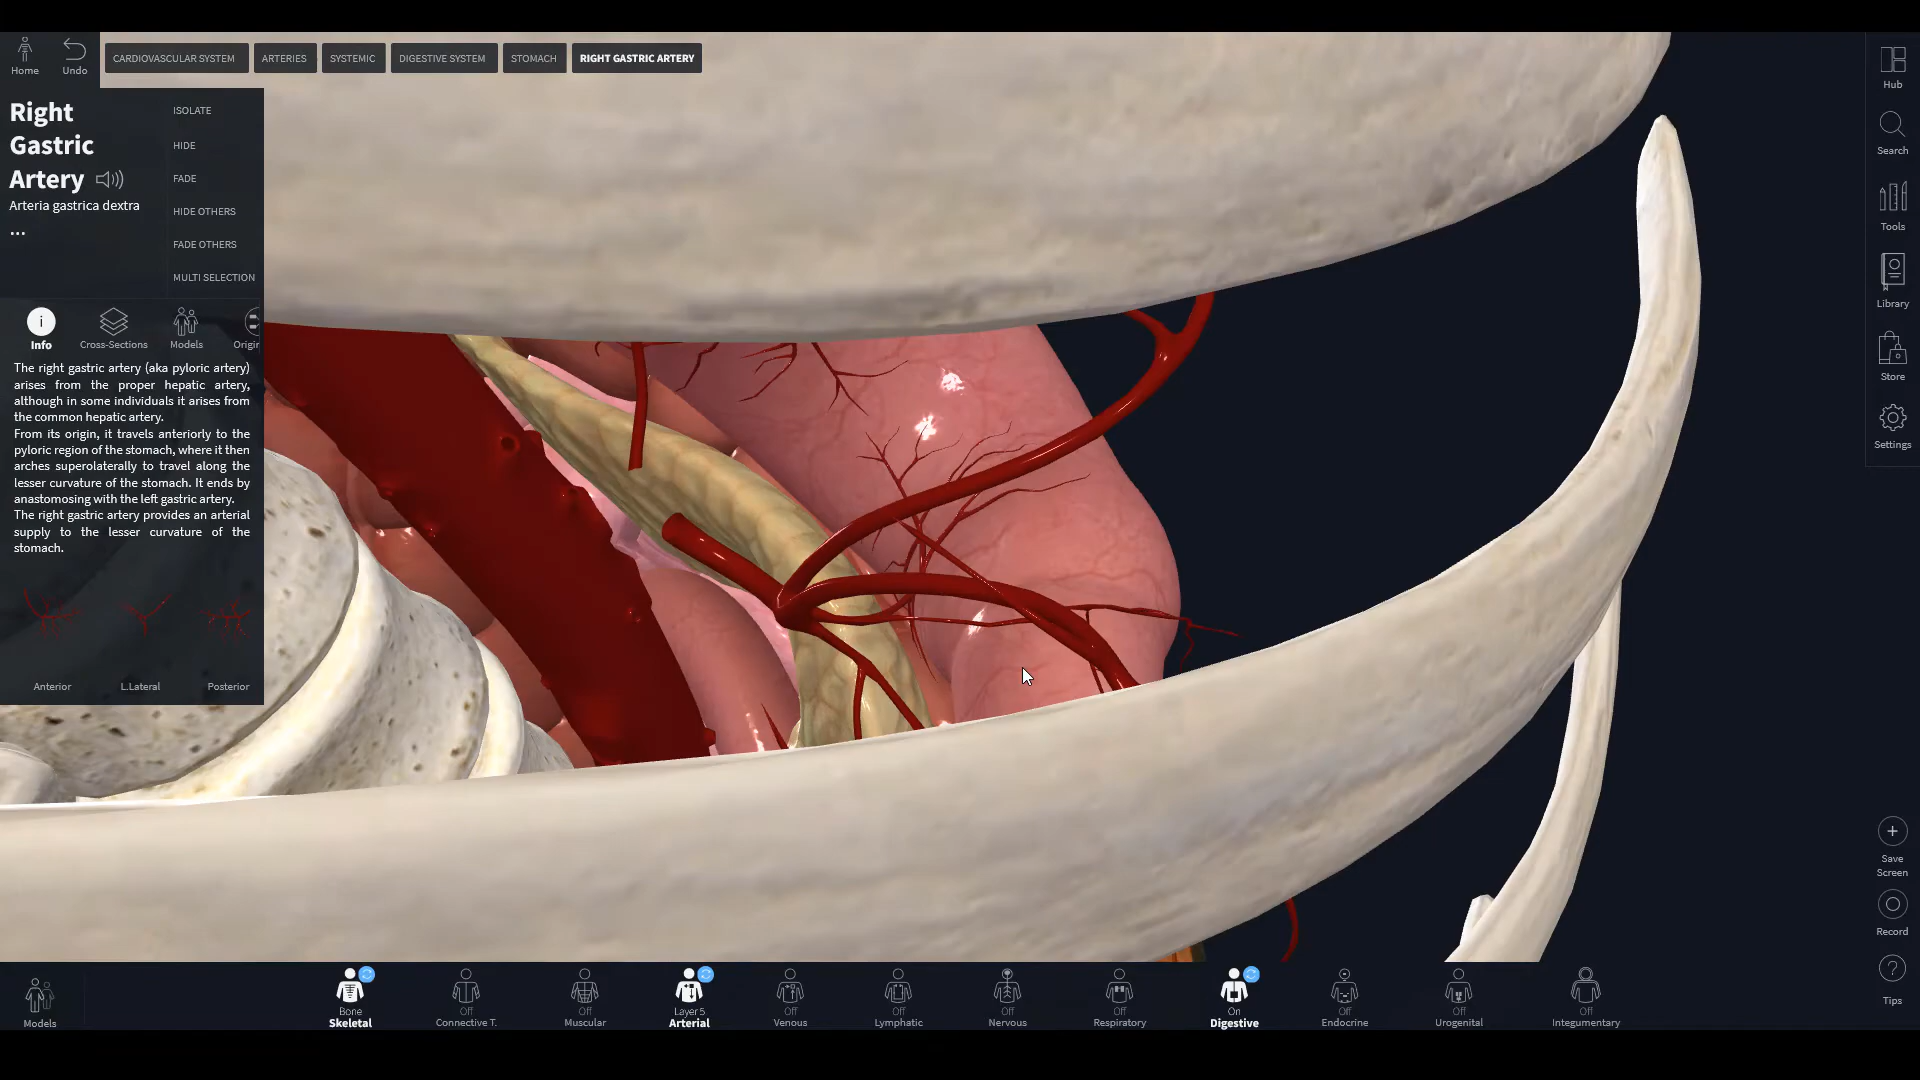 Home
Undo
CARDIOVASCULAR SYSTEM
ARTERIES
SYSTEMIC
DIGESTIVE SYSTEM
STOMACH
RIGHT GASTRIC ARTERY
Right
Gastric
Artery
Arteria gastrica dextra
...
ISOLATE
HIDE
FADE
HIDE OTHERS
FADE OTHERS
MULTI SELECTION
Info
Cross-Sections
Models
Origin
The right gastric artery (aka pyloric artery)
arises from the proper hepatic artery,
although in some individuals it arises from
the common hepatic artery.
From its origin, it travels anteriorly to the
pyloric region of the stomach, where it then
arches superolaterally to travel along the
lesser curvature of the stomach. It ends by
anastomosing with the left gastric artery.
The right gastric artery provides an arterial
supply to the lesser curvature of the
stomach.
Anterior
L.Lateral
Posterior
Hub
Search
Tools
Library
Store
Settings
Save
Screen
Record
Tips
Models
Bone
Skeletal
Off
Connective T.
Off
Muscular
Layer 5
Arterial
Off
Venous
Off
Lymphatic
Off
Nervous
Off
Respiratory
On
Digestive
Off
Endocrine
Off
Urogenital
Off
Integumentary